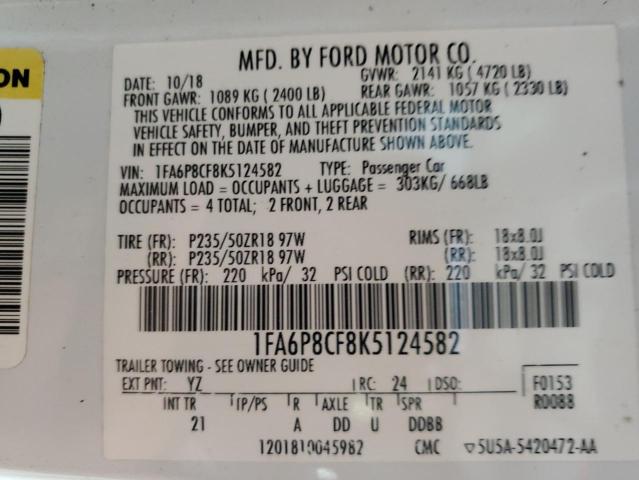 ON
MFD. BY FORD MOTOR CO.
DATE: 10/18 GVWR: 2141 KG ( 4720 LB)
FRONT GAWR: 1089 KG ( 2400 LB) REAR GAWR: 1057 KG ( 2330 LB)
THIS VEHICLE CONFORMS TO ALL APPLICABLE FEDERAL MOTOR
VEHICLE SAFETY, BUMPER, AND THEFT PREVENTION STANDARDS
IN EFFECT ON THE DATE OF MANUFACTURE SHOWN ABOVE.
VIN: 1FA6P8CF8K5124582 TYPE: Passenger Car
MAXIMUM LOAD = OCCUPANTS + LUGGAGE = 303KG/ 668LB
OCCUPANTS = 4 TOTAL; 2 FRONT, 2 REAR
TIRE (FR): P235/50ZR18 97W RIMS (FR): 18x8.0J
(RR): P235/50ZR18 97W (RR): 18x8.0J
PRESSURE (FR): 220 kPa/ 32 PSI COLD (RR): 220 kPa/ 32 PSI COLD
1FA6P8CF8K5124582
TRAILER TOWING - SEE OWNER GUIDE
EXT PNT: YZ RC: 24 DSO: F0153
INT TR TP/PS R AXLE TR SPR R0088
21 A DD U DDBB
1201810045982 CMC ▽5U5A-5420472-AA